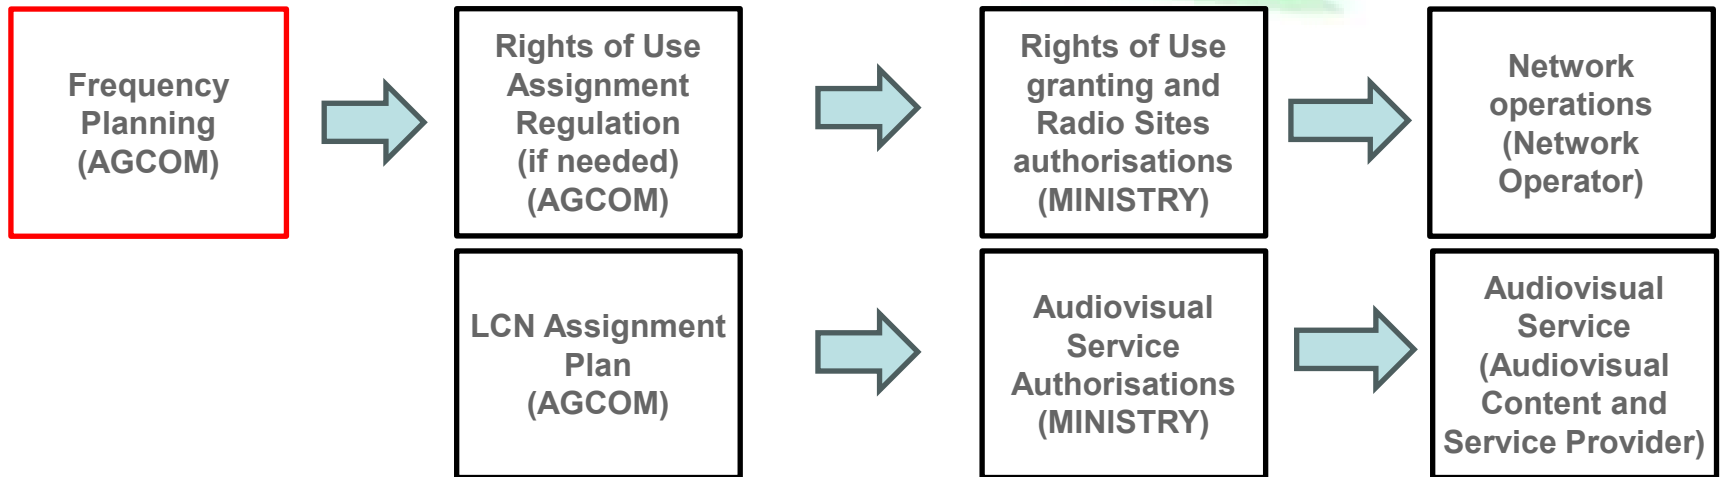 Frequency
Planning
(AGCOM)
Rights of Use
Assignment
Regulation
(if needed)
(AGCOM)
Rights of Use
granting and
Radio Sites
authorisations
(MINISTRY)
Network
operations
(Network
Operator)
LCN Assignment
Plan
(AGCOM)
Audiovisual
Service
Authorisations
(MINISTRY)
Audiovisual
Service
(Audiovisual
Content and
Service Provider)